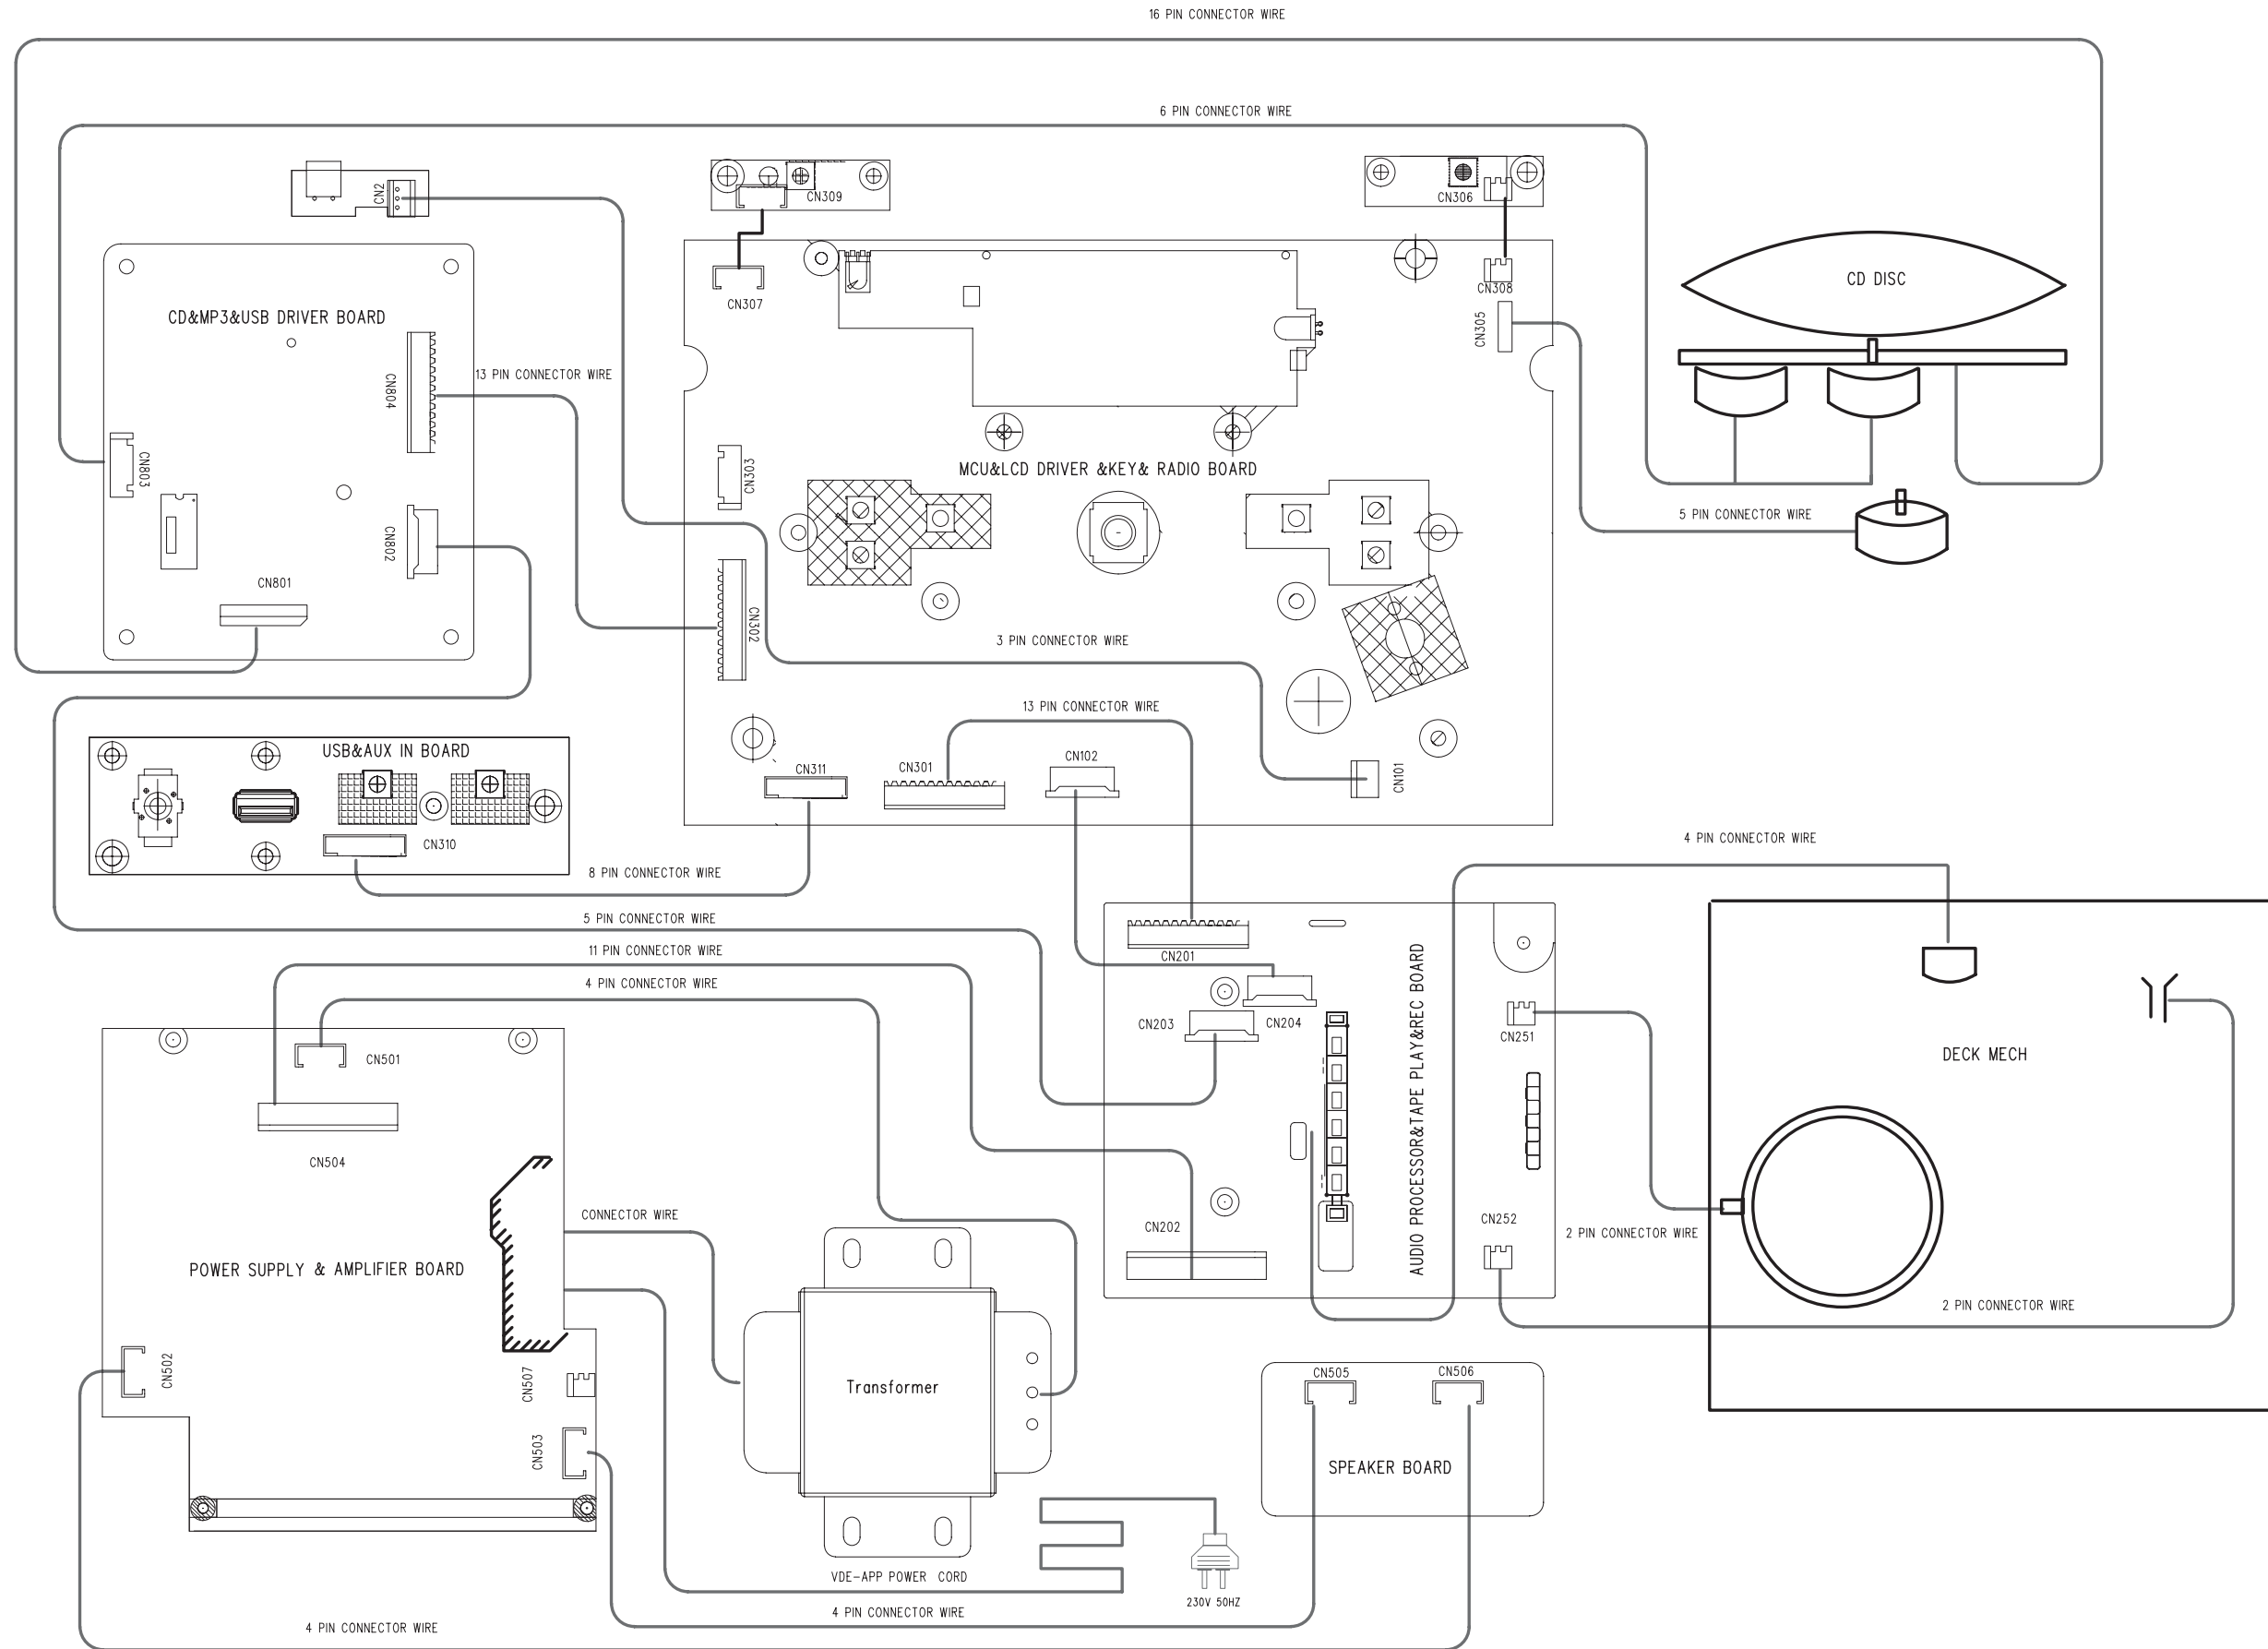 16 PIN CONNECTOR WIRE
6 PIN CONNECTOR WIRE
CN2
CN309
CN306
CD DISC
CN307
CN308
CN305
CD&MP3&USB DRIVER BOARD
13 PIN CONNECTOR WIRE
CN804
CN803
CN303
MCU&LCD DRIVER &KEY& RADIO BOARD
5 PIN CONNECTOR WIRE
CN802
CN801
CN302
3 PIN CONNECTOR WIRE
13 PIN CONNECTOR WIRE
USB&AUX IN BOARD
CN311
CN301
CN102
CN101
CN310
8 PIN CONNECTOR WIRE
4 PIN CONNECTOR WIRE
5 PIN CONNECTOR WIRE
11 PIN CONNECTOR WIRE
4 PIN CONNECTOR WIRE
CN201
CN203
CN204
AUDIO PROCESSOR&TAPE PLAY&REC BOARD
CN251
DECK MECH
CN501
CN504
CONNECTOR WIRE
CN202
CN252
2 PIN CONNECTOR WIRE
POWER SUPPLY & AMPLIFIER BOARD
2 PIN CONNECTOR WIRE
CN502
CN507
Transformer
CN505
CN506
CN503
SPEAKER BOARD
VDE-APP POWER CORD
230V 50HZ
4 PIN CONNECTOR WIRE
4 PIN CONNECTOR WIRE